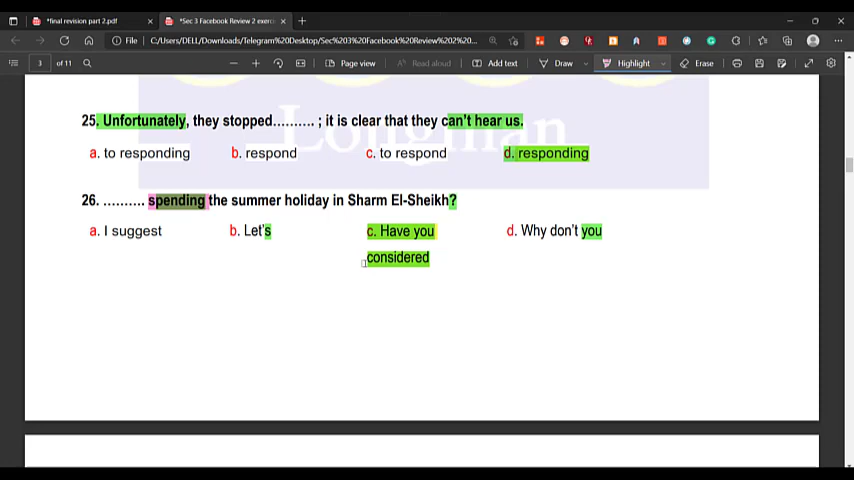 *final revision part 2.pdf
*Sec 3 Facebook Review 2 exerci
File C:/Users/DELL/Downloads/Telegram%20Desktop/Sec%203%20Facebook%20Review%202%20...
3 of 11 Page view Read aloud Add text Draw Highlight Erase
Longman
25. Unfortunately, they stopped.......... ; it is clear that they can't hear us.
a. to responding b. respond c. to respond d. responding
26. .......... spending the summer holiday in Sharm El-Sheikh?
a. I suggest b. Let's c. Have you d. Why don't you
considered